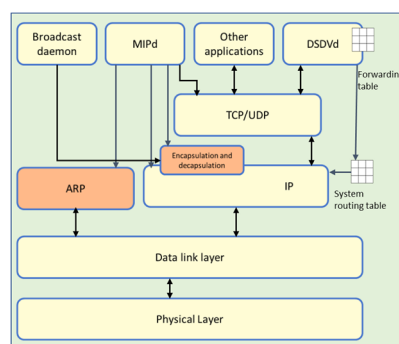 Broadcast
daemon
MIPd
Other
applications
DSDVd
Forwardin
table
TCP/UDP
Encapsulation and
decapsulation
ARP
IP
System
routing table
Data link layer
Physical Layer